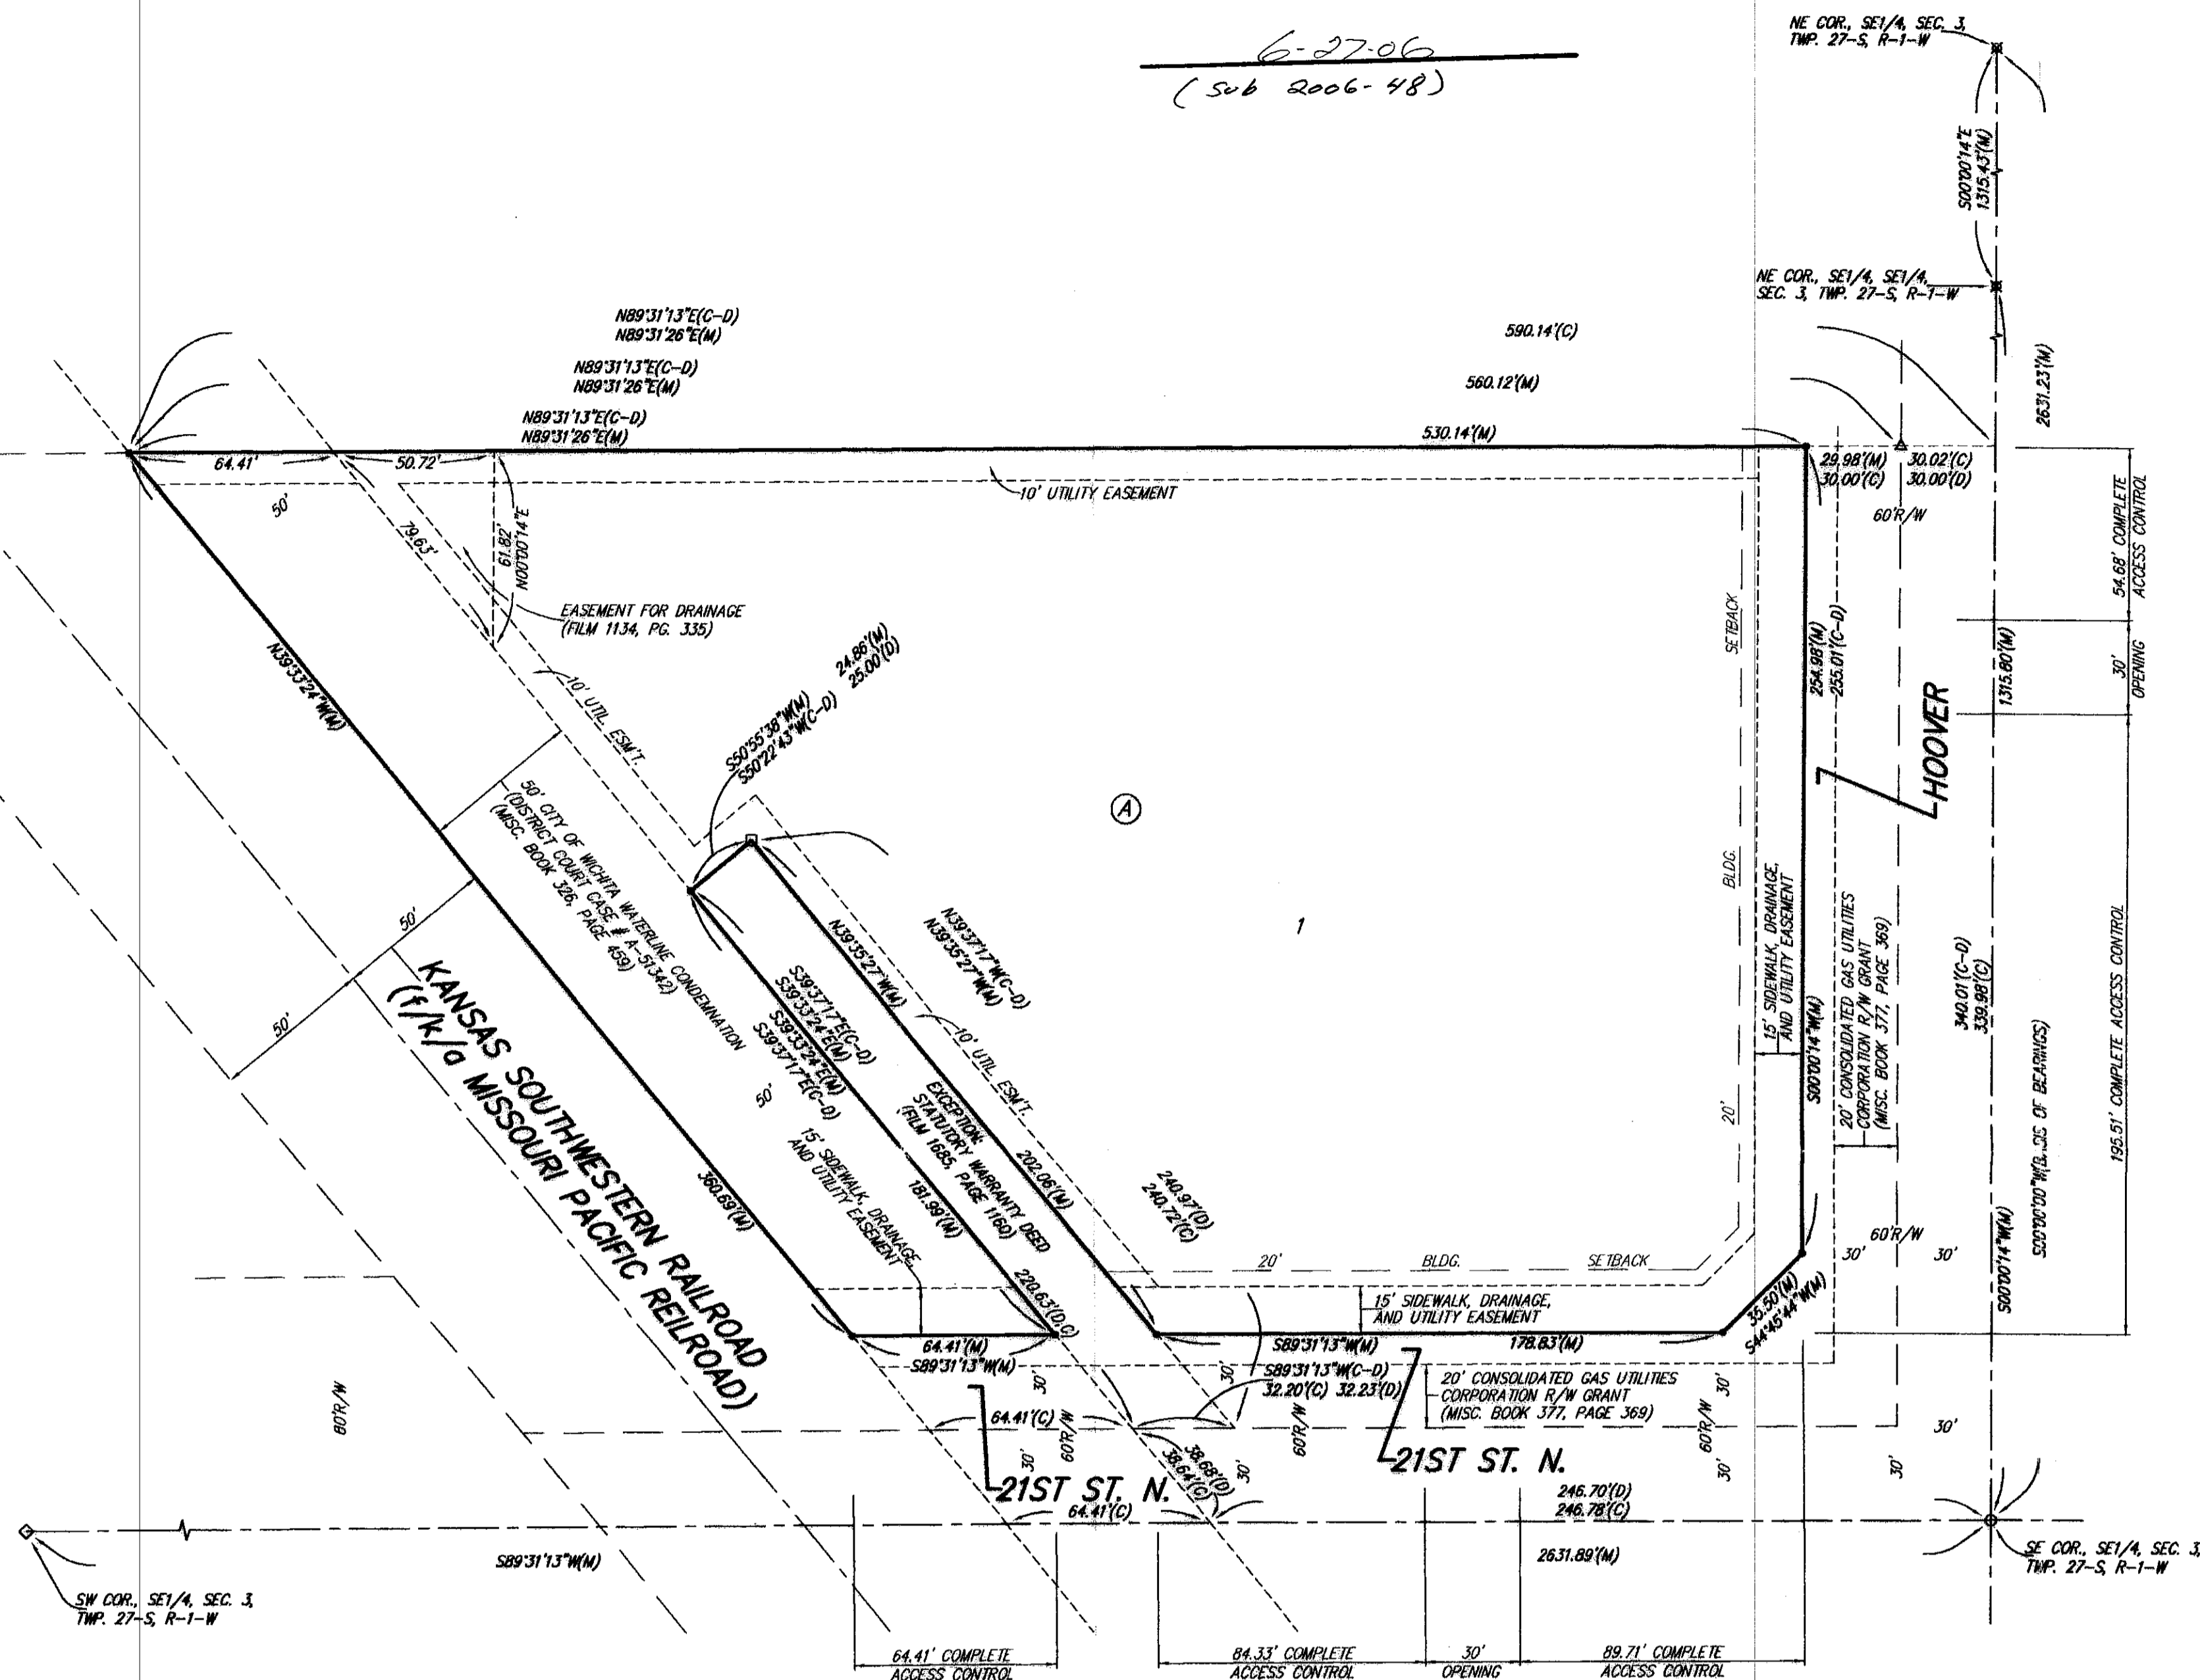 6-27-06
(Sub 2006-48)
NE COR., SE1/4, SEC. 3,
TWP. 27-S, R-1-W
S00°00'14"E
1315.43'(M)
NE COR., SE1/4, SE1/4,
SEC. 3, TWP. 27-S, R-1-W
N89°31'13"E(C-D)
N89°31'26"E(M)
590.14'(C)
N89°31'13"E(C-D)
N89°31'26"E(M)
560.12'(M)
N89°31'13"E(C-D)
N89°31'26"E(M)
530.14'(M)
2631.23'(M)
64.41'
50.72'
29.98'(M)
30.00'(C)
30.02'(C)
30.00'(D)
60'R/W
10' UTILITY EASEMENT
50'
79.63'
61.82'
N00°00'14"E
EASEMENT FOR DRAINAGE
(FILM 1134, PG. 335)
54.68' COMPLETE
ACCESS CONTROL
30'
OPENING
1315.80'(M)
195.51' COMPLETE ACCESS CONTROL
N39°33'24"W(M)
10' UTIL. ESM'T.
S50°55'38"W(M)
S50°22'43"W(C-D)
24.86'(M)
25.00'(D)
SETBACK
BLDG.
20'
254.98'(M)
255.01'(C-D)
HOOVER
A
1
50' CITY OF WICHITA WATERLINE CONDEMNATION
(DISTRICT COURT CASE # A-51342)
(MISC. BOOK 326, PAGE 459)
50'
50'
50'
KANSAS SOUTHWESTERN RAILROAD
(f/k/a MISSOURI PACIFIC REILROAD)
N39°35'27"W(M)
N39°37'17"W(C-D)
N39°35'27"W(M)
S39°37'17"E(C-D)
S39°33'24"E(M)
S39°33'24"E(M)
S39°37'17"E(C-D)
10' UTIL. ESM'T.
EXCEPTION:
STATUTORY WARRANTY DEED
(FILM 1685, PAGE 1160)
15' SIDEWALK, DRAINAGE,
AND UTILITY EASEMENT
20' CONSOLIDATED GAS UTILITIES
CORPORATION R/W GRANT
(MISC. BOOK 377, PAGE 369)
S00°00'14"W(M)
340.01'(C-D)
339.98'(C)
S00°00'14"W(M)
360.69'(M)
15' SIDEWALK, DRAINAGE,
AND UTILITY EASEMENT
181.99'(M)
202.06'(M)
240.97'(D)
240.72'(C)
220.63'(D,C)
20'
BLDG.
SETBACK
15' SIDEWALK, DRAINAGE,
AND UTILITY EASEMENT
30'
60'R/W
30'
35.50'(M)
S44°45'44"W(M)
64.41'(M)
S89°31'13"W(M)
S89°31'13"W(M)
178.83'(M)
S89°31'13"W(C-D)
32.20'(C) 32.23'(D)
20' CONSOLIDATED GAS UTILITIES
CORPORATION R/W GRANT
(MISC. BOOK 377, PAGE 369)
80'R/W
30'
64.41'(C)
60'R/W
30'
30'
60'R/W
30'
30'
60'R/W
30'
30'
30'
38.68'(D)
38.64'(C)
21ST ST. N.
21ST ST. N.
64.41'(C)
246.70'(D)
246.78'(C)
S89°31'13"W(M)
2631.89'(M)
SW COR., SE1/4, SEC. 3,
TWP. 27-S, R-1-W
SE COR., SE1/4, SEC. 3,
TWP. 27-S, R-1-W
64.41' COMPLETE
ACCESS CONTROL
84.33' COMPLETE
ACCESS CONTROL
30'
OPENING
89.71' COMPLETE
ACCESS CONTROL